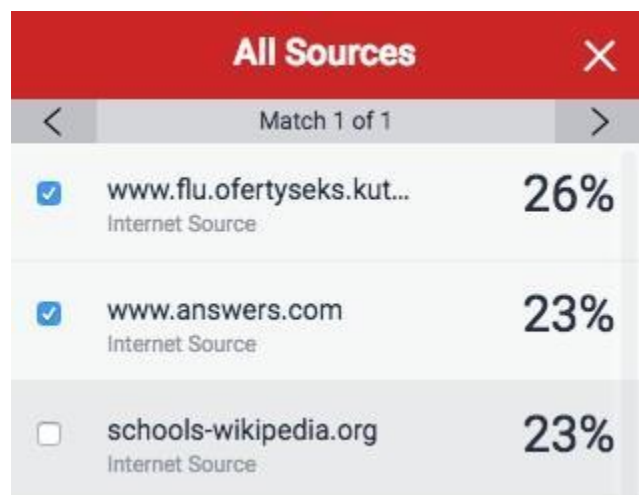 All Sources
Match 1 of 1
www.flu.ofertyseks.kut... 26%
Internet Source
www.answers.com 23%
Internet Source
schools-wikipedia.org 23%
Internet Source